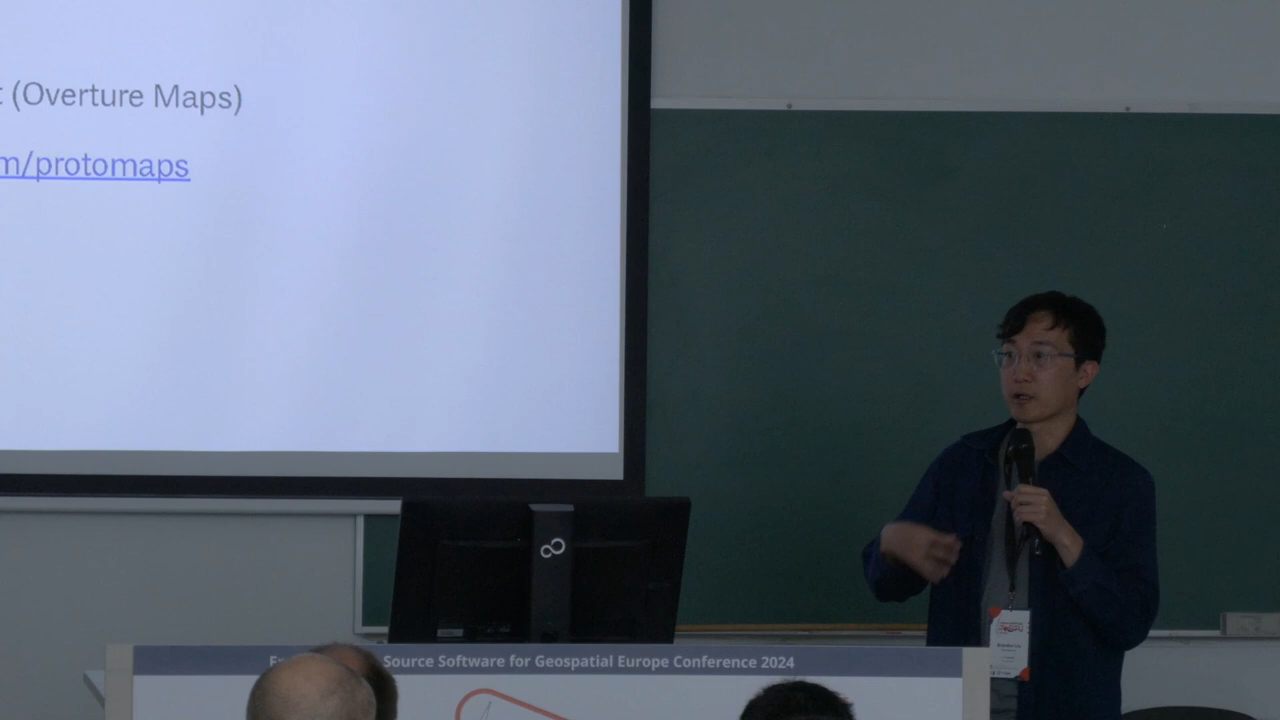 (Overture Maps)
m/protomaps
Source Software for Geospatial Europe Conference 2024